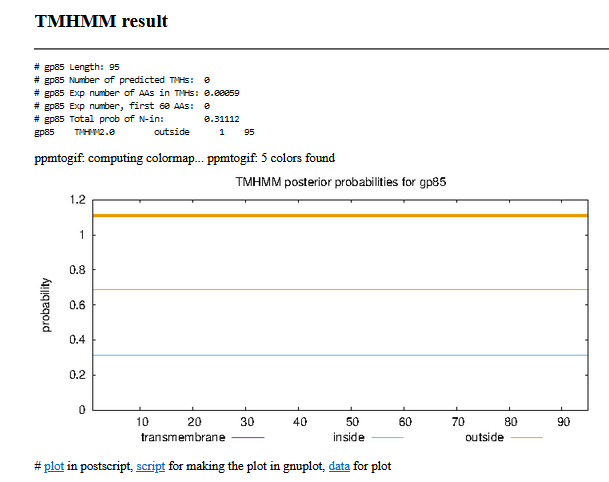 TMHMM result
# gp85 Length: 95
# gp85 Number of predicted TMHs: 0
# gp85 Exp number of AAs in TMHs: 0.00059
# gp85 Exp number, first 60 AAs: 0
# gp85 Total prob of N-in: 0.31112
gp85 TMHMM2.0 outside 1 95
ppmtogif: computing colormap... ppmtogif: 5 colors found
TMHMM posterior probabilities for gp85
1.2
1
0.8
0.6
0.4
0.2
0
probability
10 20 30 40 50 60 70 80 90
transmembrane inside outside
# plot in postscript, script for making the plot in gnuplot, data for plot